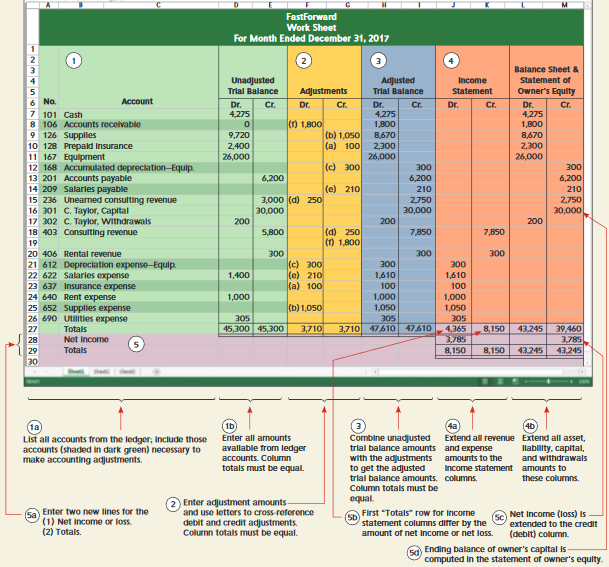 A B C D E F G H I J K L M
FastForward
Work Sheet
For Month Ended December 31, 2017
1
2 1 2 3 4
3 Balance Sheet &
4 Unadjusted Adjusted Income Statement of
5 Trial Balance Adjustments Trial Balance Statement Owner's Equity
6 No. Account Dr. Cr. Dr. Cr. Dr. Cr. Dr. Cr. Dr. Cr.
7 101 Cash 4,275 4,275 4,275
8 106 Accounts receivable 0 (f) 1,800 1,800 1,800
9 126 Supplies 9,720 (b) 1,050 8,670 8,670
10 128 Prepaid insurance 2,400 (a) 100 2,300 2,300
11 167 Equipment 26,000 26,000 26,000
12 168 Accumulated depreciation—Equip. (c) 300 300 300
13 201 Accounts payable 6,200 6,200 6,200
14 209 Salaries payable (e) 210 210 210
15 236 Unearned consulting revenue 3,000 (d) 250 2,750 2,750
16 301 C. Taylor, Capital 30,000 30,000 30,000
17 302 C. Taylor, Withdrawals 200 200 200
18 403 Consulting revenue 5,800 (d) 250 7,850 7,850
19 (f) 1,800
20 406 Rental revenue 300 300 300
21 612 Depreciation expense—Equip. (c) 300 300 300
22 622 Salaries expense 1,400 (e) 210 1,610 1,610
23 637 Insurance expense (a) 100 100 100
24 640 Rent expense 1,000 1,000 1,000
25 652 Supplies expense (b)1,050 1,050 1,050
26 690 Utilities expense 305 305 305
27 Totals 45,300 45,300 3,710 3,710 47,610 47,610 4,365 8,150 43,245 39,460
28 Net income 5 3,785 3,785
29 Totals 8,150 8,150 43,245 43,245
30
Sheet1 Sheet2 Sheet3
1a
List all accounts from the ledger; include those
accounts (shaded in dark green) necessary to
make accounting adjustments.
1b
Enter all amounts
available from ledger
accounts. Column
totals must be equal.
3
Combine unadjusted
trial balance amounts
with the adjustments
to get the adjusted
trial balance amounts.
Column totals must be
equal.
4a
Extend all revenue
and expense
amounts to the
income statement
columns.
4b
Extend all asset,
liability, capital,
and withdrawals
amounts to
these columns.
5a Enter two new lines for the
(1) Net income or loss.
(2) Totals.
2 Enter adjustment amounts
and use letters to cross-reference
debit and credit adjustments.
Column totals must be equal.
5b First "Totals" row for income
statement columns differ by the
amount of net income or net loss.
5c Net income (loss) is
extended to the credit
(debit) column.
5d Ending balance of owner's capital is
computed in the statement of owner's equity.